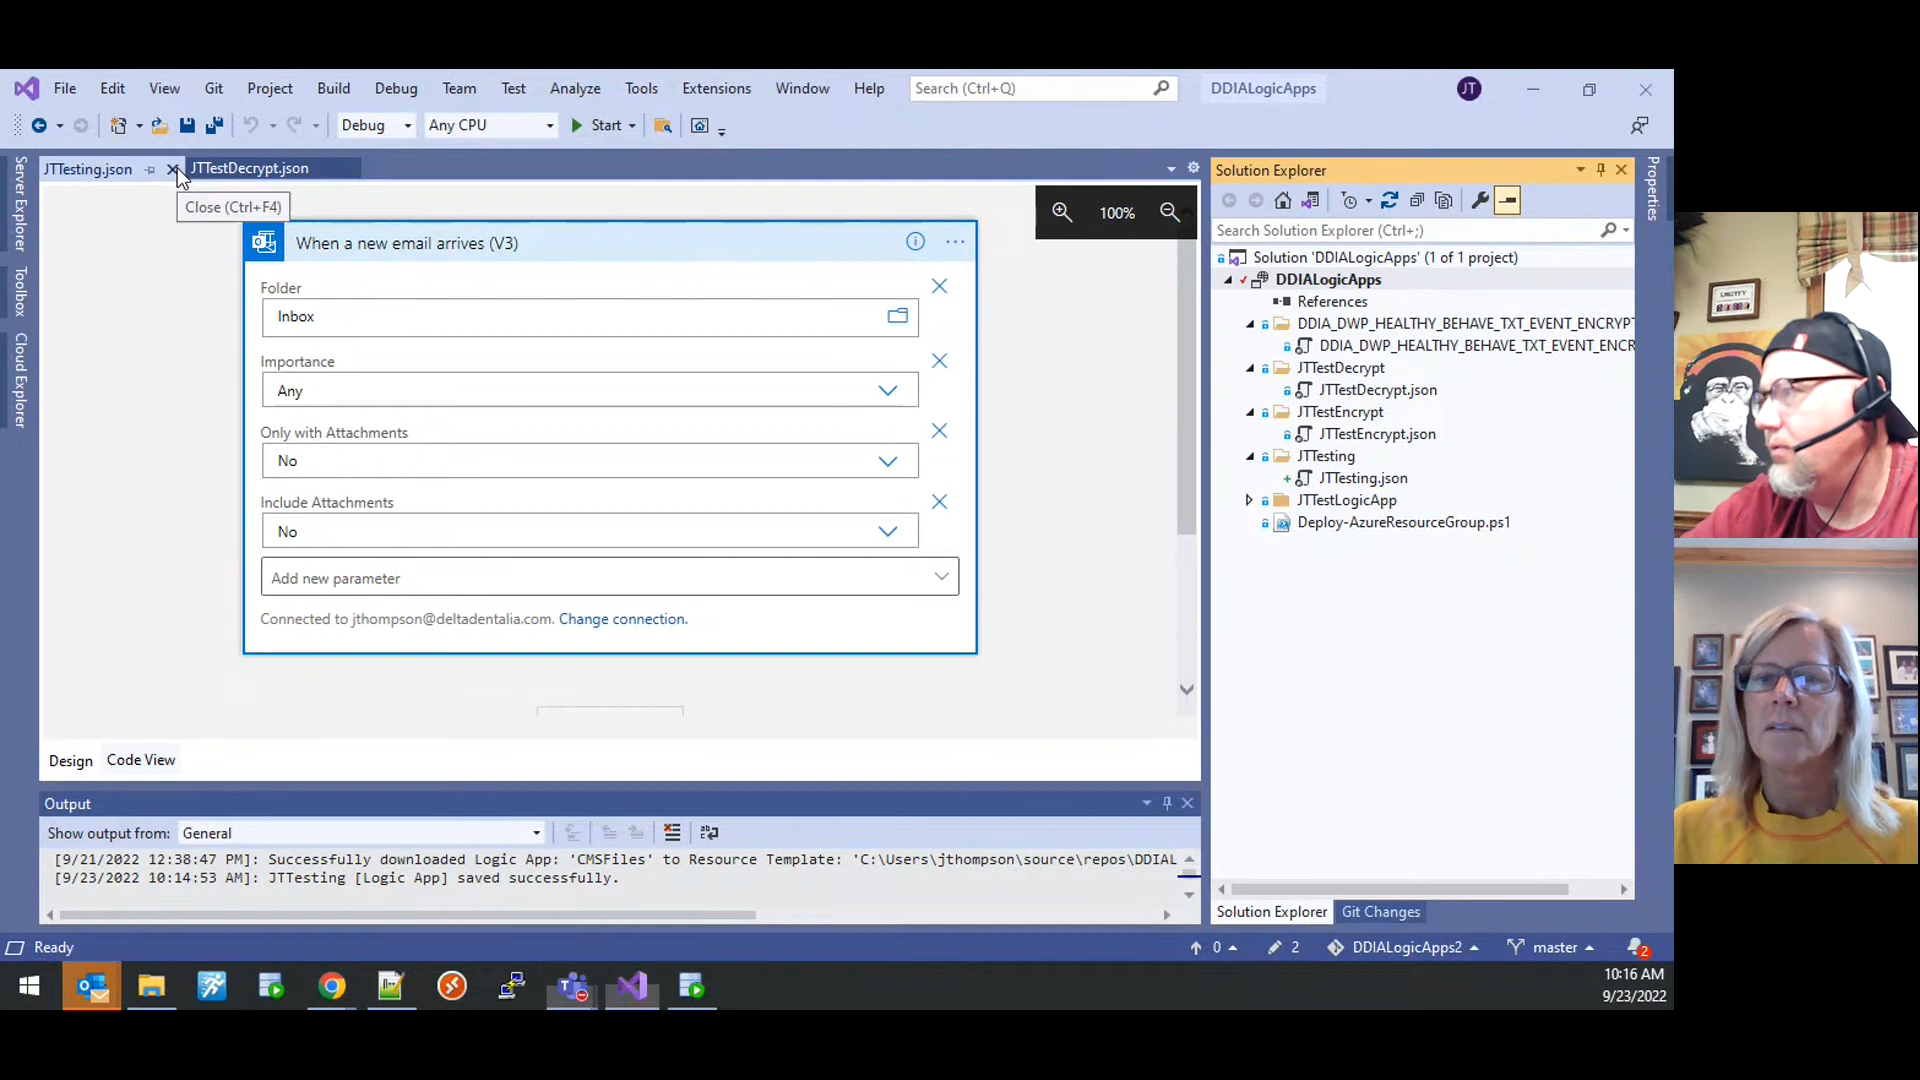 File Edit View Git Project Build Debug Team Test Analyze Tools Extensions Window Help Search (Ctrl+Q) DDIALogicApps JT
Debug Any CPU Start
Server Explorer
Toolbox
Cloud Explorer
JTTesting.json JTTestDecrypt.json
Close (Ctrl+F4)
100%
When a new email arrives (V3)
Folder
Inbox
Importance
Any
Only with Attachments
No
Include Attachments
No
Add new parameter
Connected to jthompson@deltadentalia.com. Change connection.
Design Code View
Solution Explorer
Search Solution Explorer (Ctrl+;)
Solution 'DDIALogicApps' (1 of 1 project)
DDIALogicApps
References
DDIA_DWP_HEALTHY_BEHAVE_TXT_EVENT_ENCRYPT
DDIA_DWP_HEALTHY_BEHAVE_TXT_EVENT_ENCR
JTTestDecrypt
JTTestDecrypt.json
JTTestEncrypt
JTTestEncrypt.json
JTTesting
JTTesting.json
JTTestLogicApp
Deploy-AzureResourceGroup.ps1
Properties
Solution Explorer Git Changes
Output
Show output from: General
[9/21/2022 12:38:47 PM]: Successfully downloaded Logic App: 'CMSFiles' to Resource Template: 'C:\Users\jthompson\source\repos\DDIAL
[9/23/2022 10:14:53 AM]: JTTesting [Logic App] saved successfully.
Ready 0 2 DDIALogicApps2 master 2
10:16 AM
9/23/2022
LMGTFY